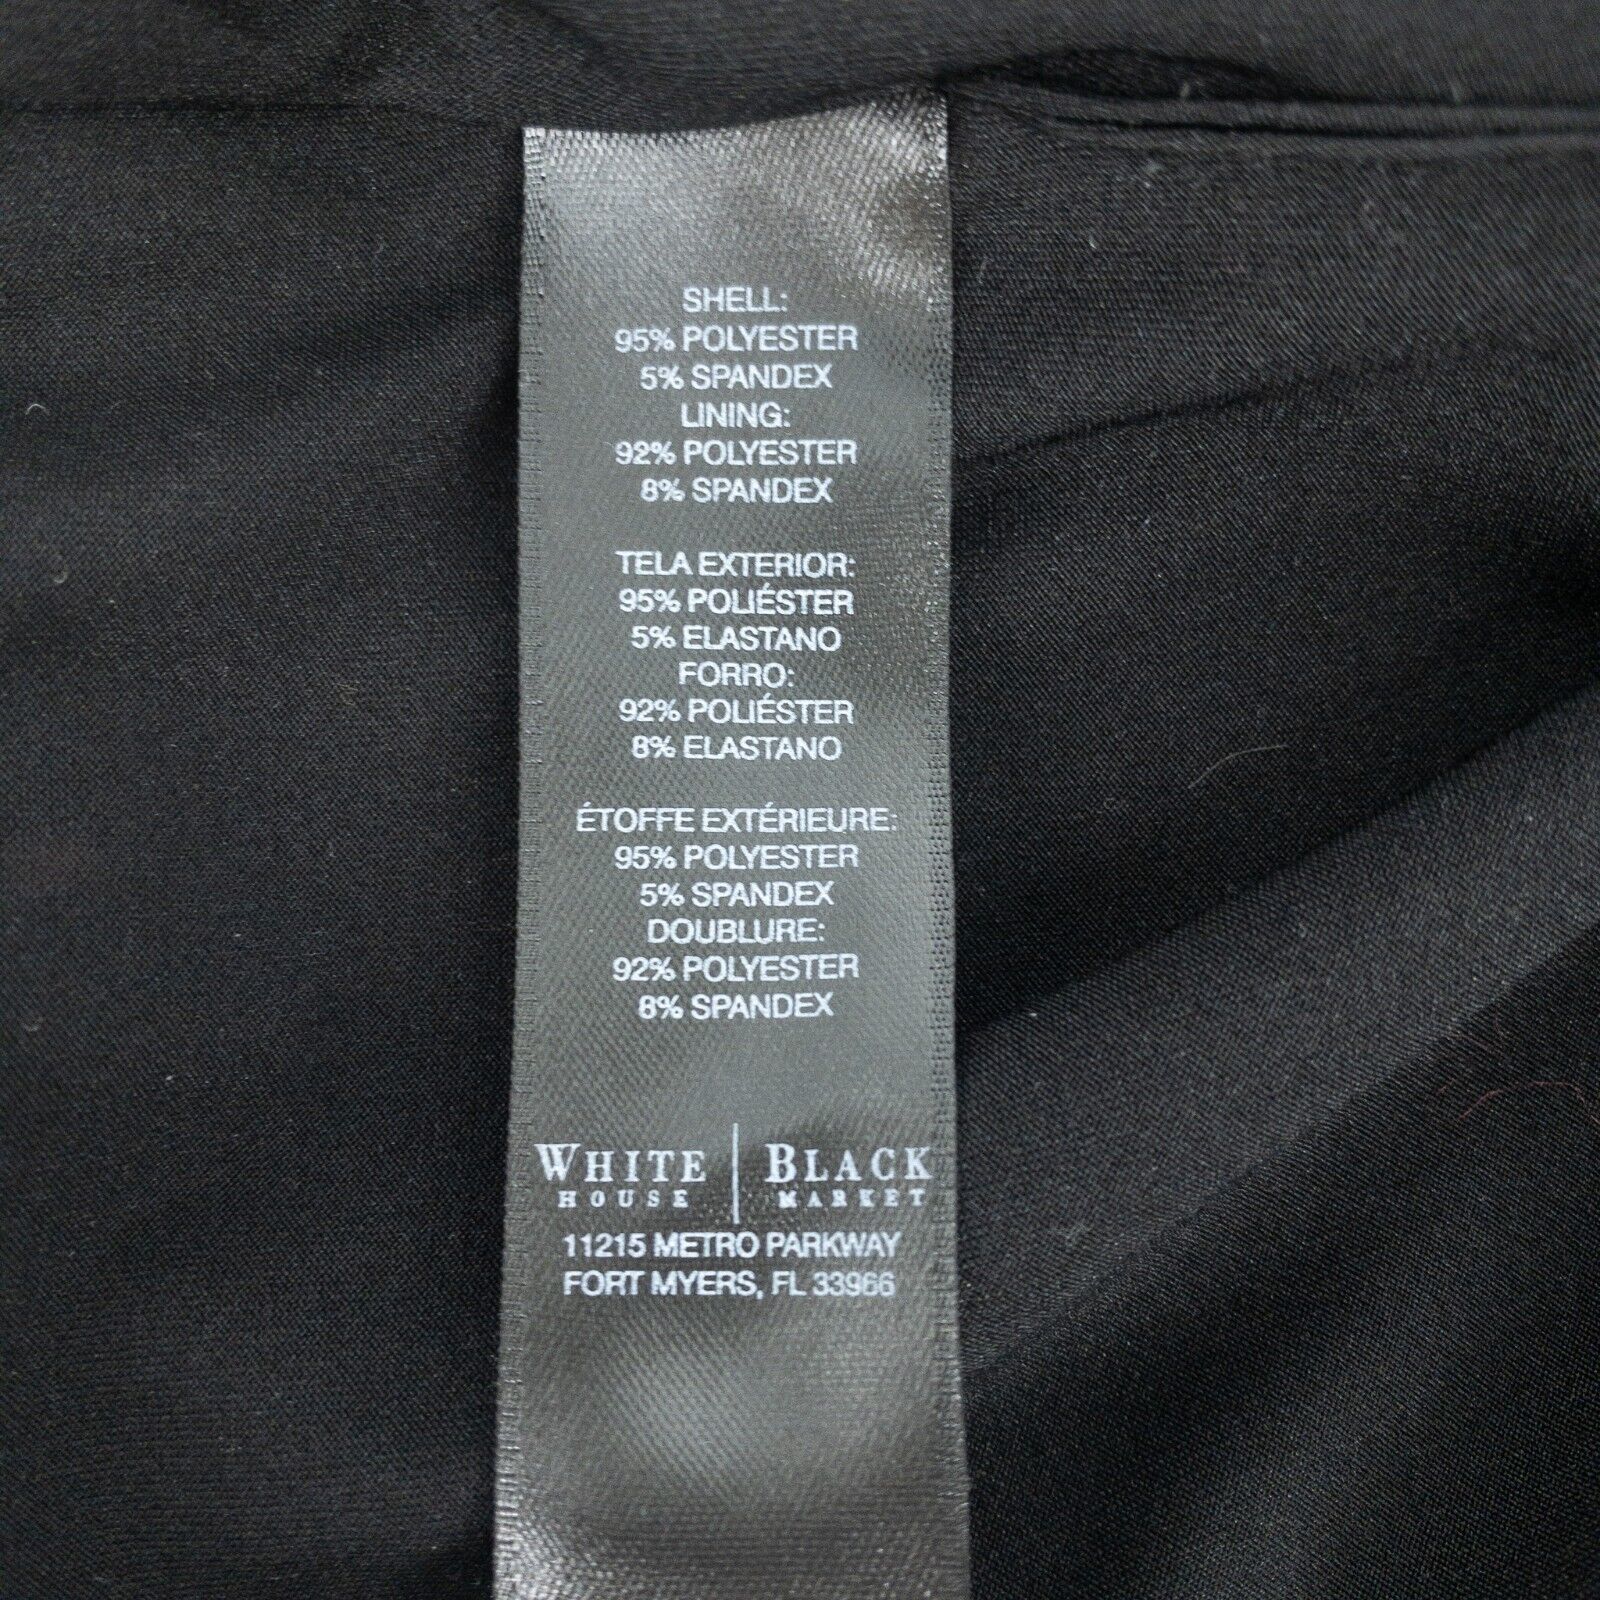 SHELL:
95% POLYESTER
5% SPANDEX
LINING:
92% POLYESTER
8% SPANDEX
TELA EXTERIOR:
95% POLIÉSTER
5% ELASTANO
FORRO:
92% POLIÉSTER
8% ELASTANO
ÉTOFFE EXTÉRIEURE:
95% POLYESTER
5% SPANDEX
DOUBLURE:
92% POLYESTER
8% SPANDEX
WHITE | BLACK
HOUSE | MARKET
11215 METRO PARKWAY
FORT MYERS, FL 33966